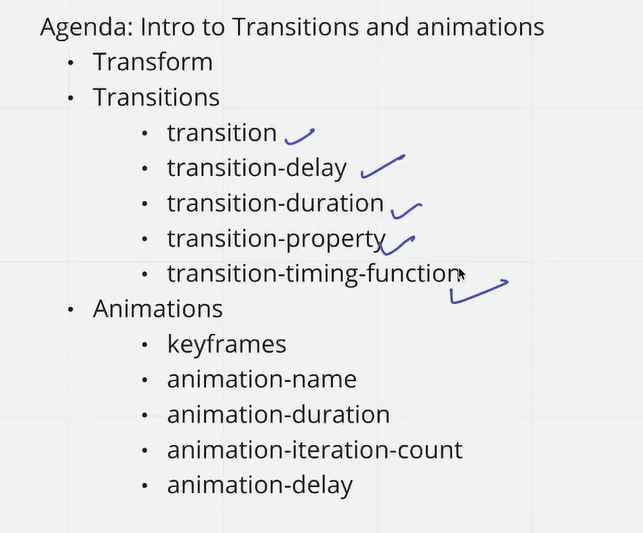 Agenda: Intro to Transitions and animations
• Transform
• Transitions
• transition
• transition-delay
• transition-duration
• transition-property
• transition-timing-function
• Animations
• keyframes
• animation-name
• animation-duration
• animation-iteration-count
• animation-delay